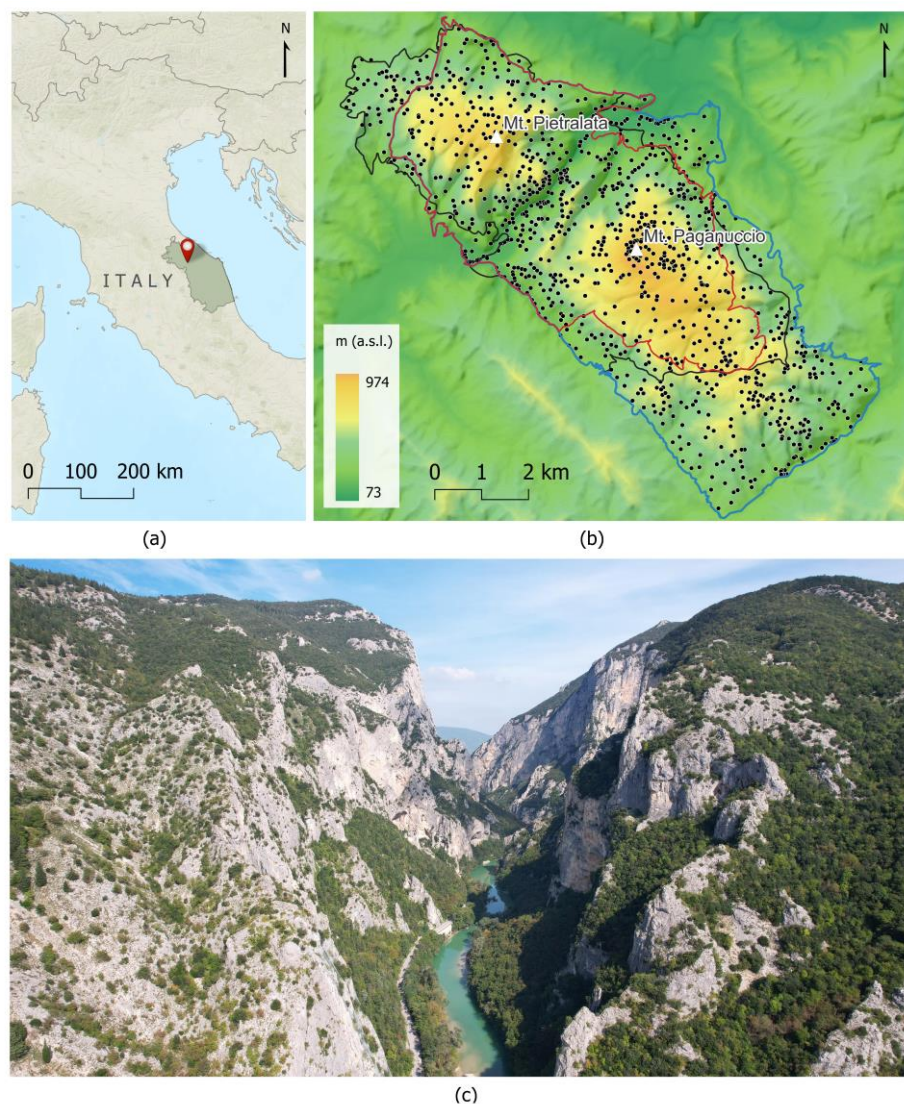 N
ITALY
0 100 200 km
(a)
N
Mt. Pietralata
Mt. Paganuccio
m (a.s.l.)
974
73
0 1 2 km
(b)
(c)